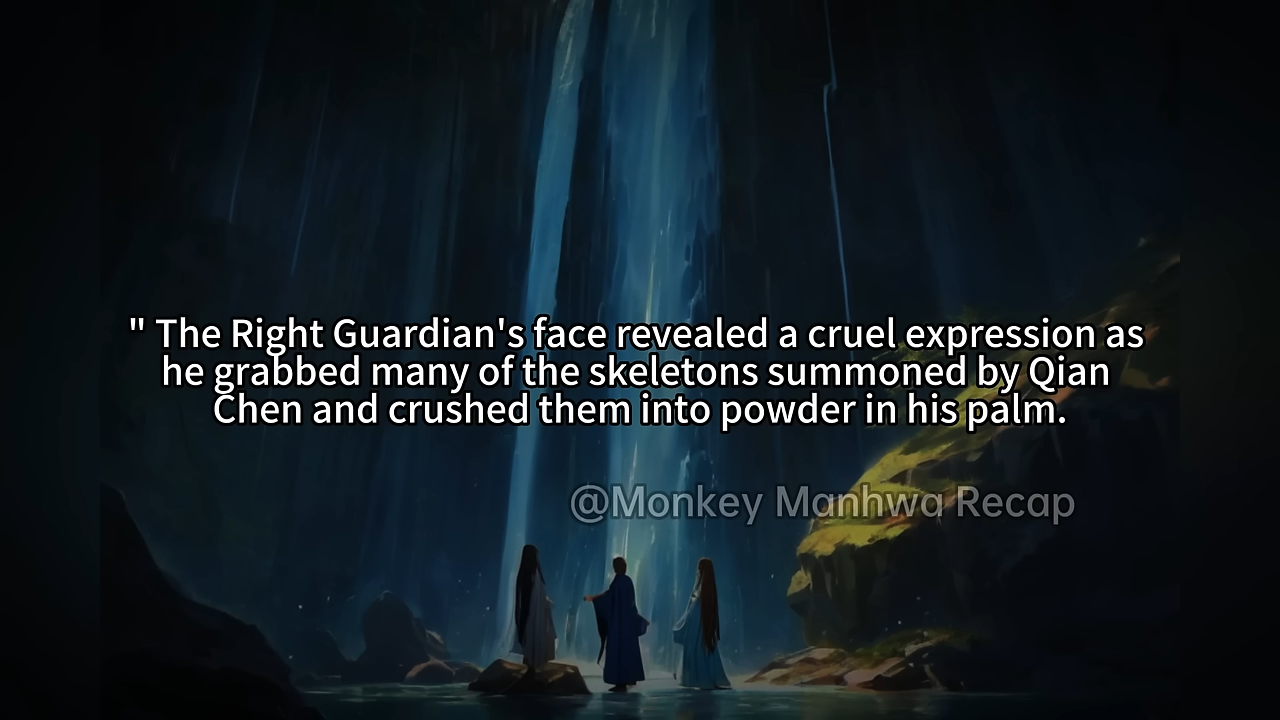 " The Right Guardian's face revealed a cruel expression as
he grabbed many of the skeletons summoned by Qian
Chen and crushed them into powder in his palm.
@Monkey Manhwa Recap